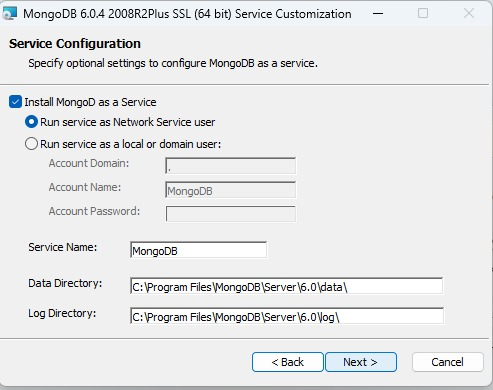 MongoDB 6.0.4 2008R2Plus SSL (64 bit) Service Customization
Service Configuration
Specify optional settings to configure MongoDB as a service.
Install MongoD as a Service
Run service as Network Service user
Run service as a local or domain user:
Account Domain: .
Account Name: MongoDB
Account Password:
Service Name: MongoDB
Data Directory: C:\Program Files\MongoDB\Server\6.0\data\
Log Directory: C:\Program Files\MongoDB\Server\6.0\log\
< Back Next > Cancel